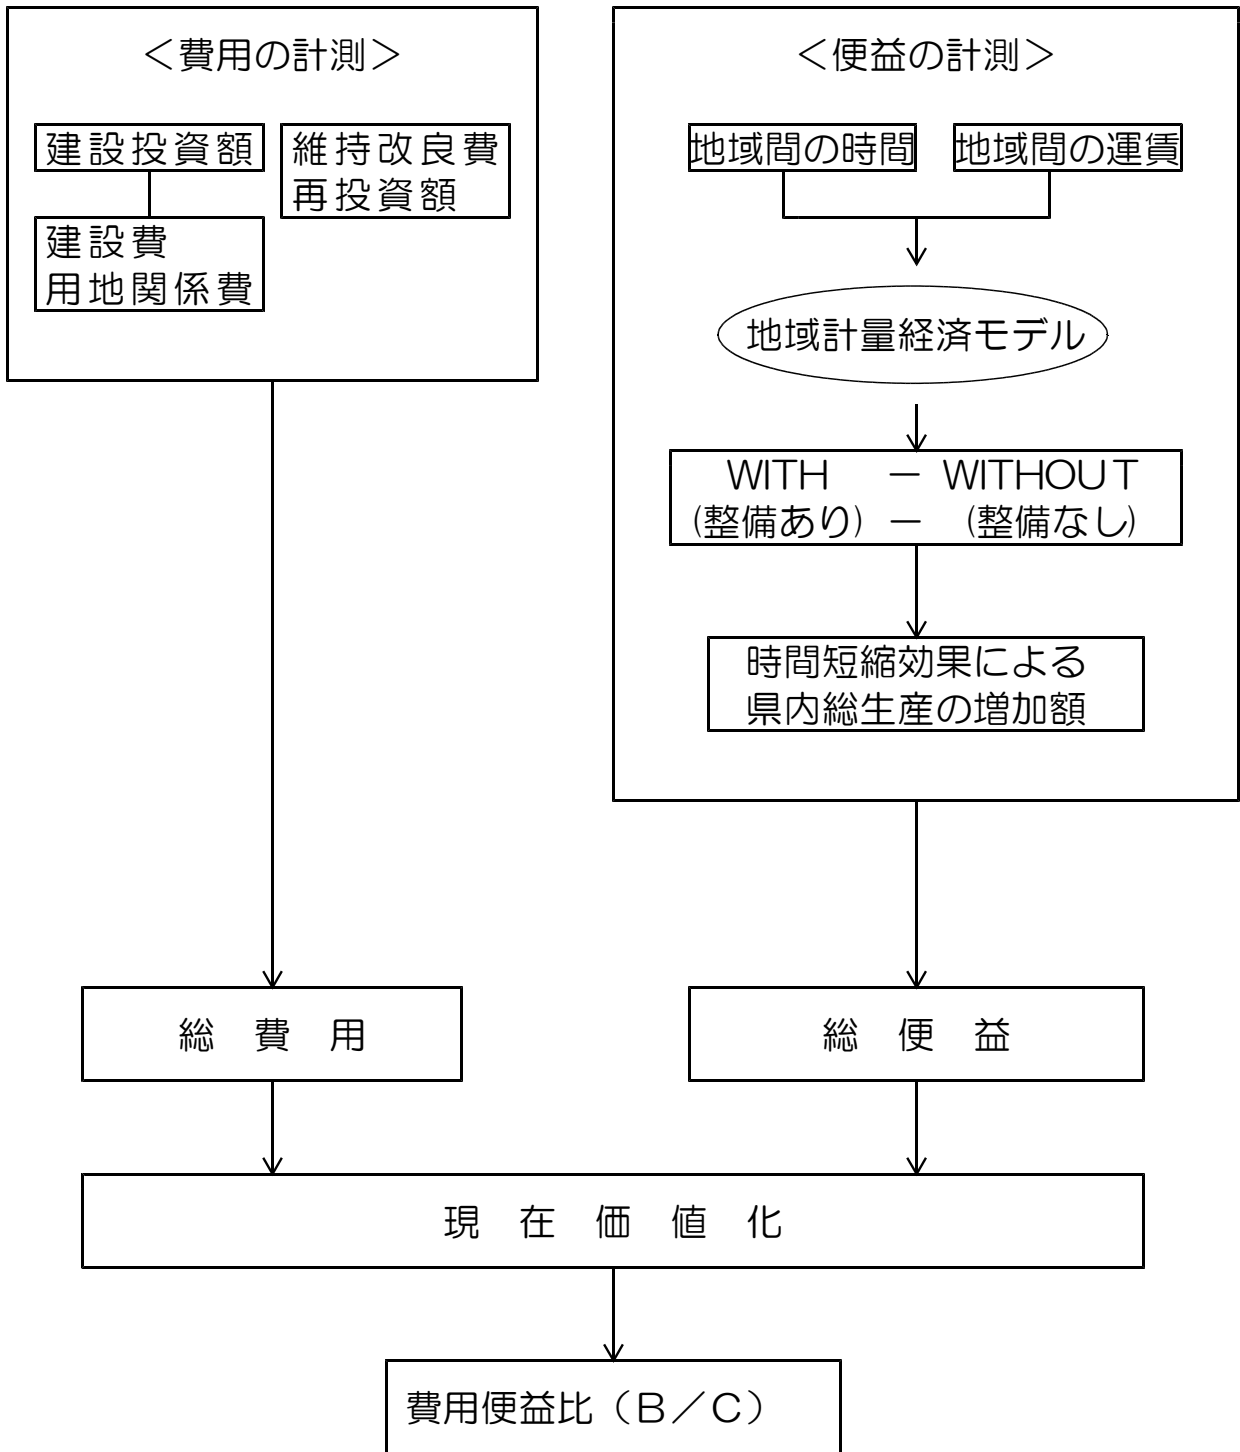 ＜費用の計測＞
建設投資額
維持改良費
再投資額
建設費
用地関係費
＜便益の計測＞
地域間の時間
地域間の運賃
地域計量経済モデル
WITH － WITHOUT
(整備あり) － (整備なし)
時間短縮効果による
県内総生産の増加額
総　費　用
総　便　益
現　在　価　値　化
費用便益比（Ｂ／Ｃ）